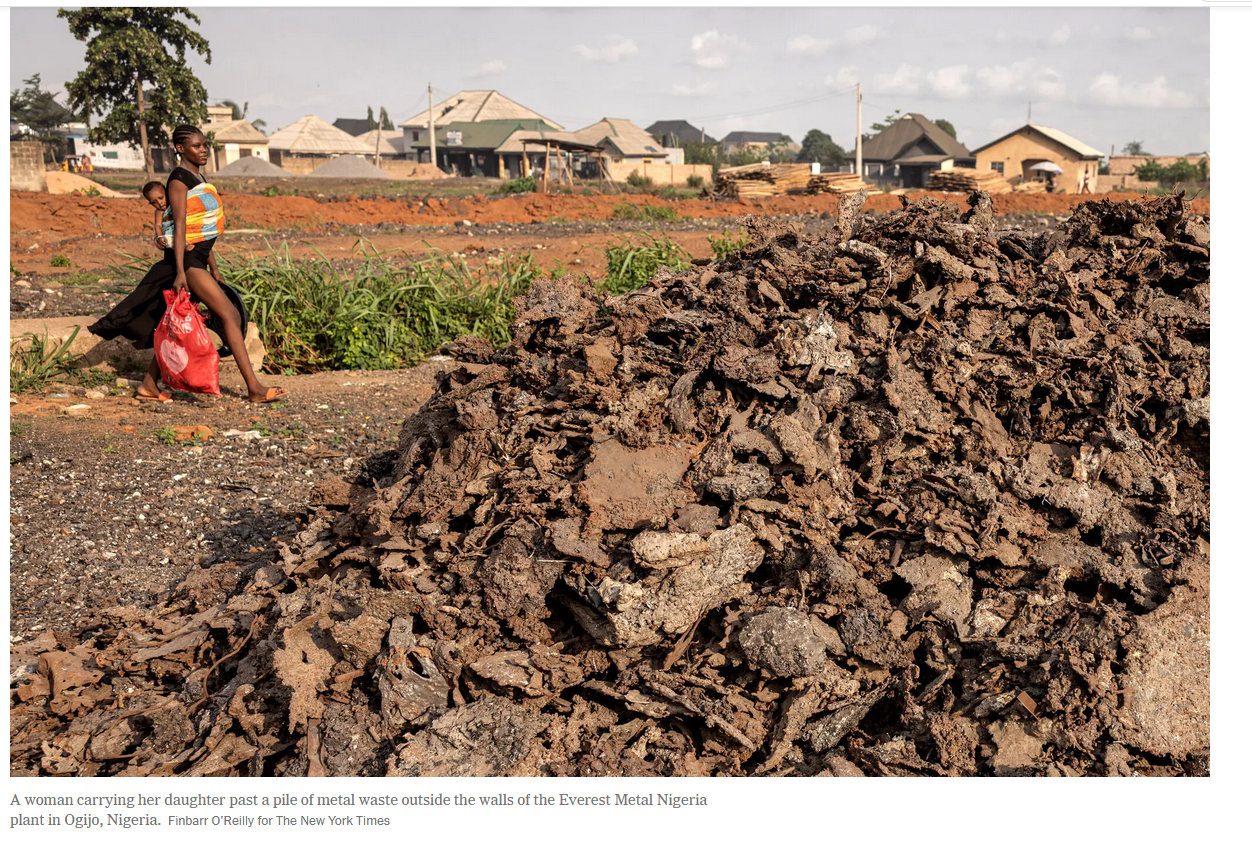 A woman carrying her daughter past a pile of metal waste outside the walls of the Everest Metal Nigeria
plant in Ogijo, Nigeria. Finbarr O’Reilly for The New York Times